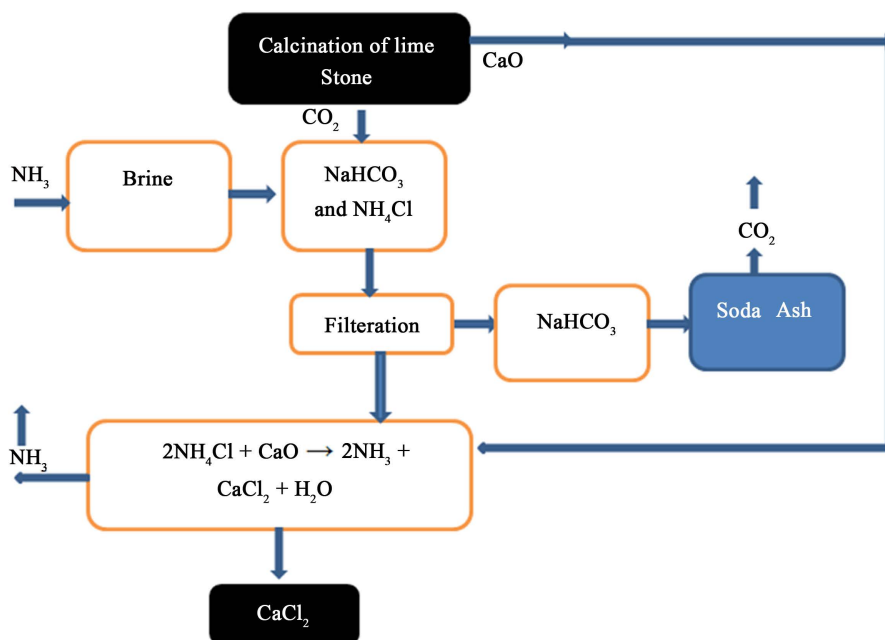 Calcination of lime
Stone
CaO
CO₂
NH₃
Brine
NaHCO₃
and NH₄Cl
CO₂
Filteration
NaHCO₃
Soda Ash
2NH₄Cl + CaO → 2NH₃ +
CaCl₂ + H₂O
NH₃
CaCl₂